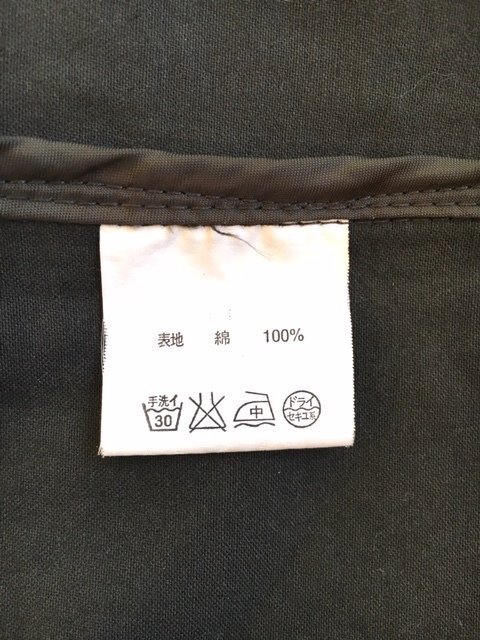 表地 綿 100%
手洗イ 30 中 ドライ セキユ系